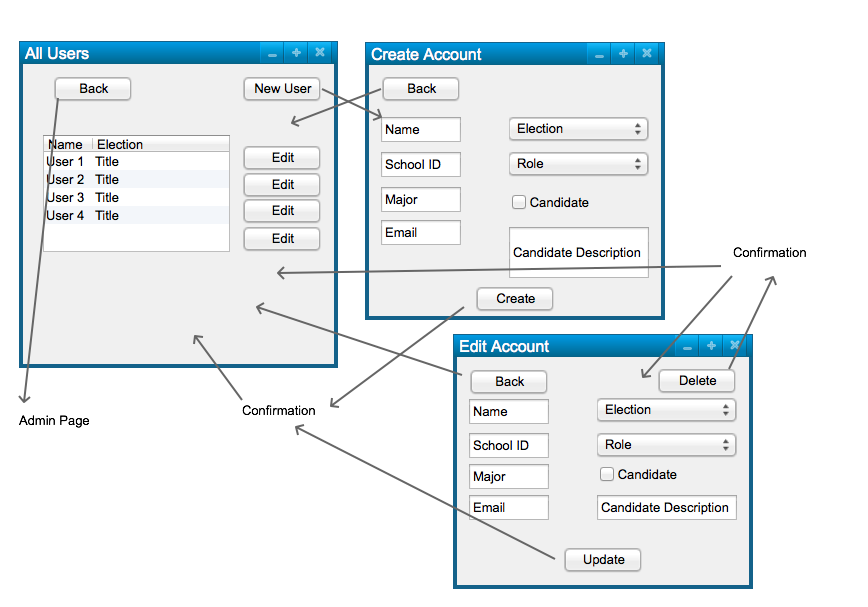 All Users
Back
New User
Name Election
User 1 Title
User 2 Title
User 3 Title
User 4 Title
Edit
Edit
Edit
Edit
Create Account
Back
Name
Election
School ID
Role
Major
Candidate
Email
Candidate Description
Create
Confirmation
Edit Account
Back
Delete
Name
Election
School ID
Role
Major
Candidate
Email
Candidate Description
Update
Confirmation
Admin Page